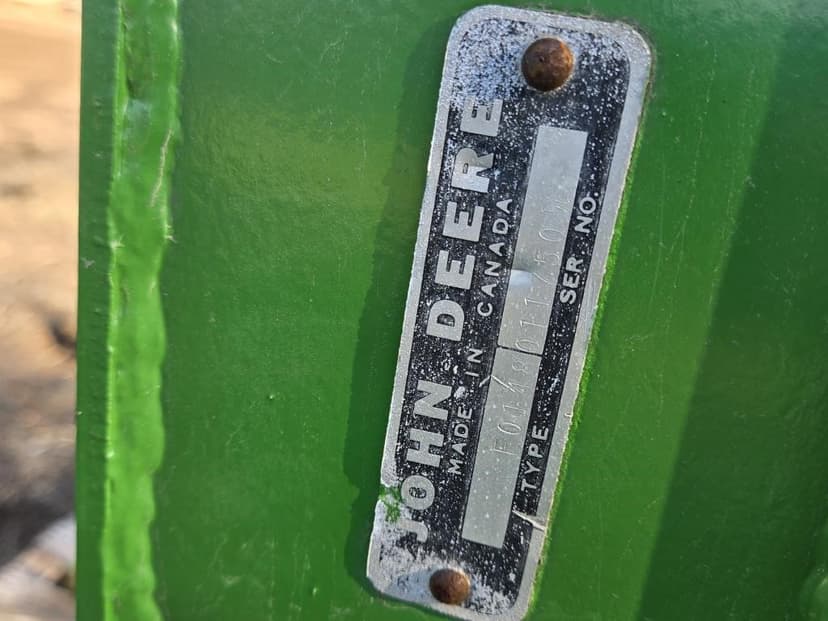 JOHN DEERE
MADE IN CANADA
TYPE SER. NO.